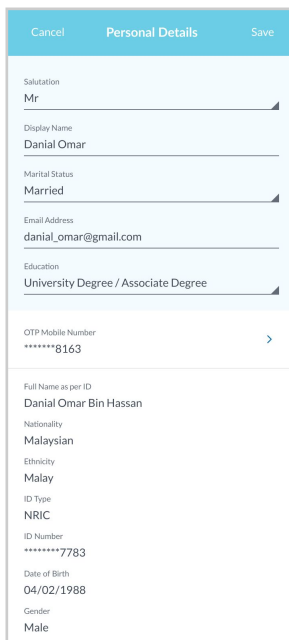 Cancel Personal Details Save
Salutation
Mr
Display Name
Danial Omar
Marital Status
Married
Email Address
danial_omar@gmail.com
Education
University Degree / Associate Degree
OTP Mobile Number
*******8163
Full Name as per ID
Danial Omar Bin Hassan
Nationality
Malaysian
Ethnicity
Malay
ID Type
NRIC
ID Number
********7783
Date of Birth
04/02/1988
Gender
Male